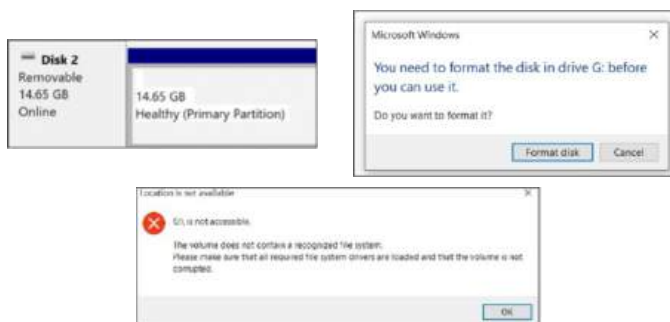 Disk 2
Removable
14.65 GB
Online
14.65 GB
Healthy (Primary Partition)
Microsoft Windows
You need to format the disk in drive G: before
you can use it.
Do you want to format it?
Format disk Cancel
Location is not available
G:\ is not accessible.
The volume does not contain a recognized file system.
Please make sure that all required file system drivers are loaded and that the volume is not
corrupted.
OK